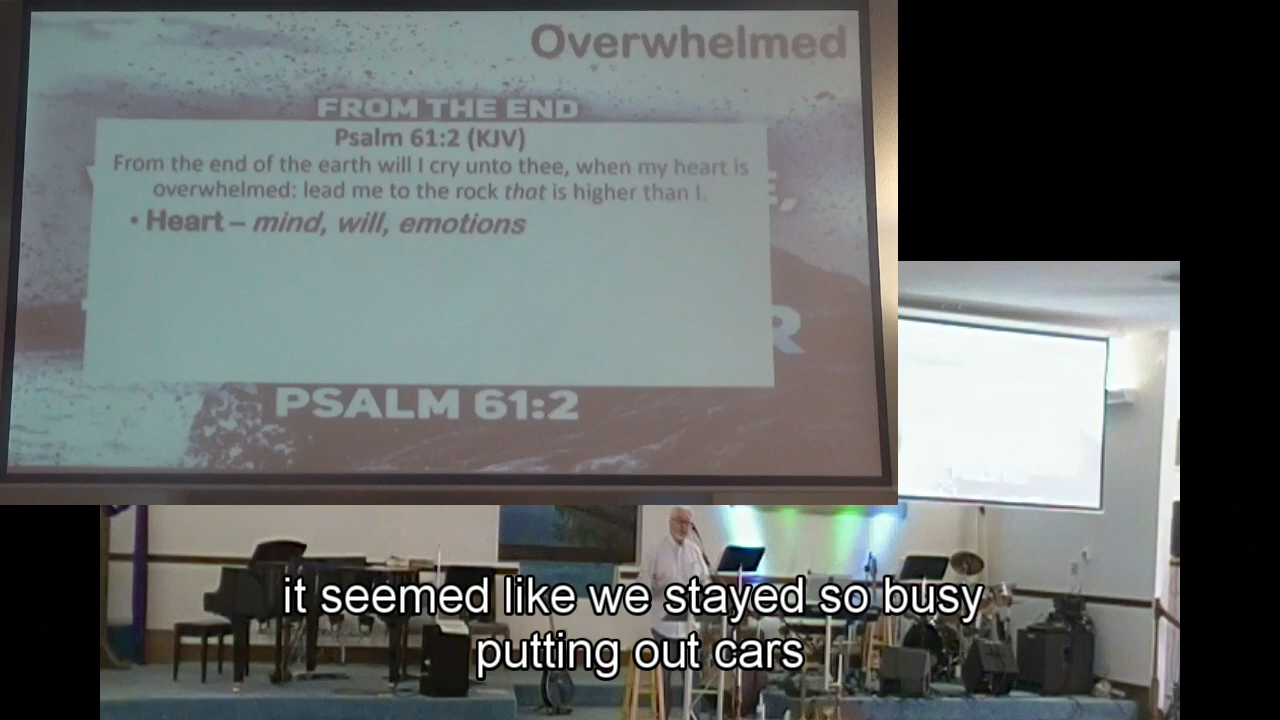 Overwhelmed
FROM THE END
Psalm 61:2 (KJV)
From the end of the earth will I cry unto thee, when my heart is
overwhelmed: lead me to the rock that is higher than I.
• Heart – mind, will, emotions
E,
R
PSALM 61:2
it seemed like we stayed so busy
putting out cars